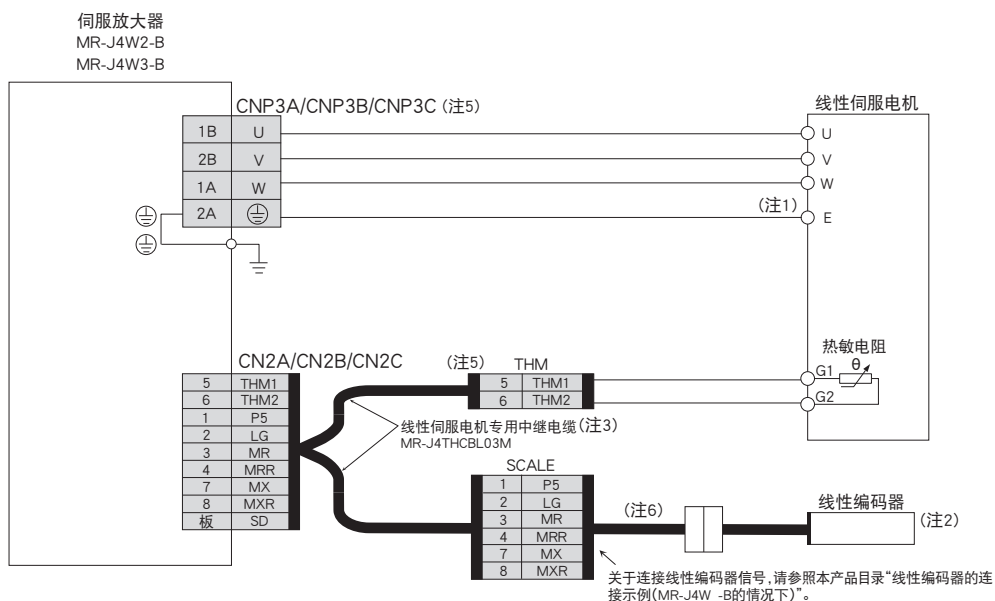 伺服放大器
MR-J4W2-B
MR-J4W3-B
CNP3A/CNP3B/CNP3C (注5)
线性伺服电机
1B U
2B V
1A W
2A
U
V
W
(注1)
E
CN2A/CN2B/CN2C
(注5)
THM
热敏电阻
θ
G1
G2
5 THM1
6 THM2
1 P5
2 LG
3 MR
4 MRR
7 MX
8 MXR
板 SD
5 THM1
6 THM2
线性伺服电机专用中继电缆(注3)
MR-J4THCBL03M
SCALE
1 P5
2 LG
3 MR
4 MRR
7 MX
8 MXR
(注6)
线性编码器
(注2)
关于连接线性编码器信号,请参照本产品目录“线性编码器的连
接示例(MR-J4W -B的情况下)”。